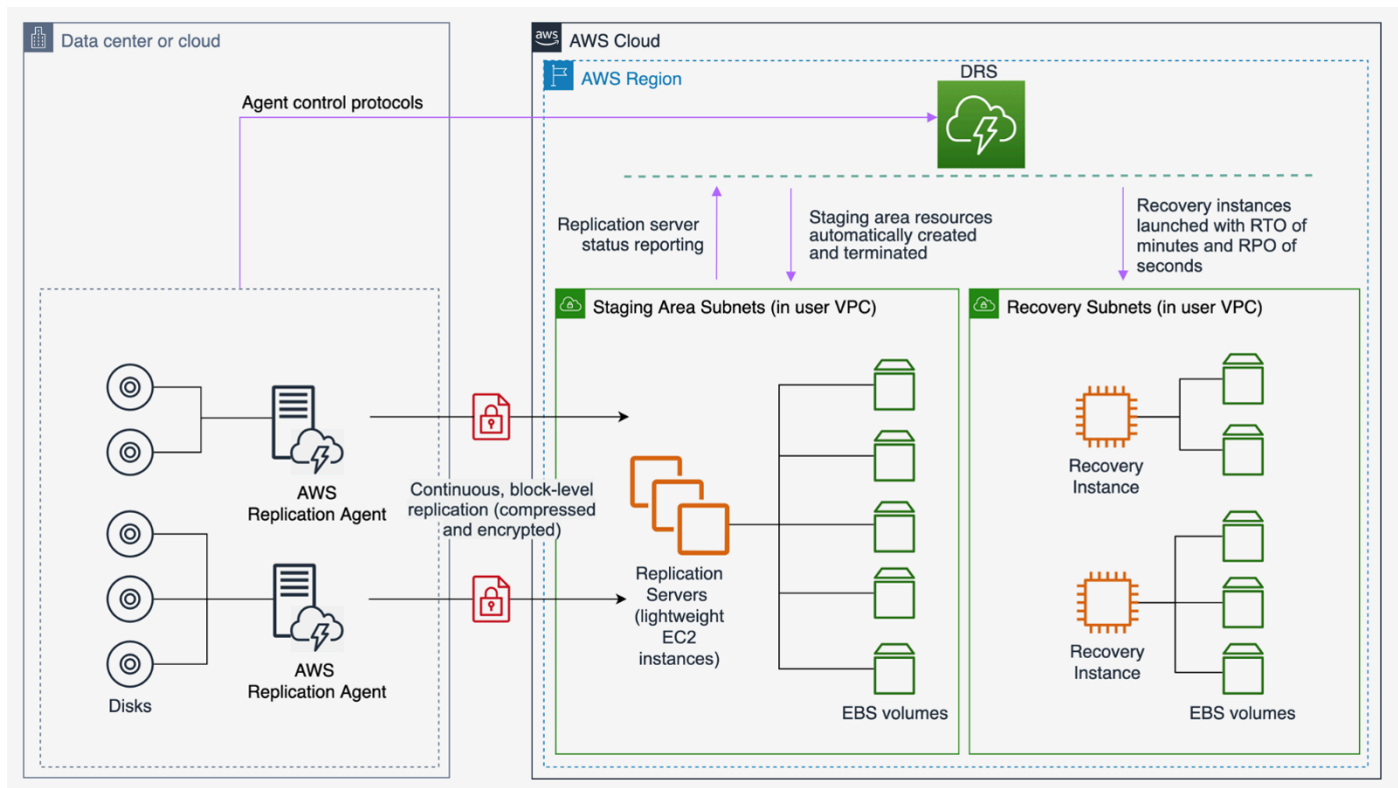 Data center or cloud
aws
AWS Cloud
AWS Region
DRS
Agent control protocols
Replication server
status reporting
Staging area resources
automatically created
and terminated
Recovery instances
launched with RTO of
minutes and RPO of
seconds
Staging Area Subnets (in user VPC)
Recovery Subnets (in user VPC)
AWS
Replication Agent
Continuous, block-level
replication (compressed
and encrypted)
AWS
Replication Agent
Disks
Replication
Servers
(lightweight
EC2
instances)
EBS volumes
Recovery
Instance
Recovery
Instance
EBS volumes